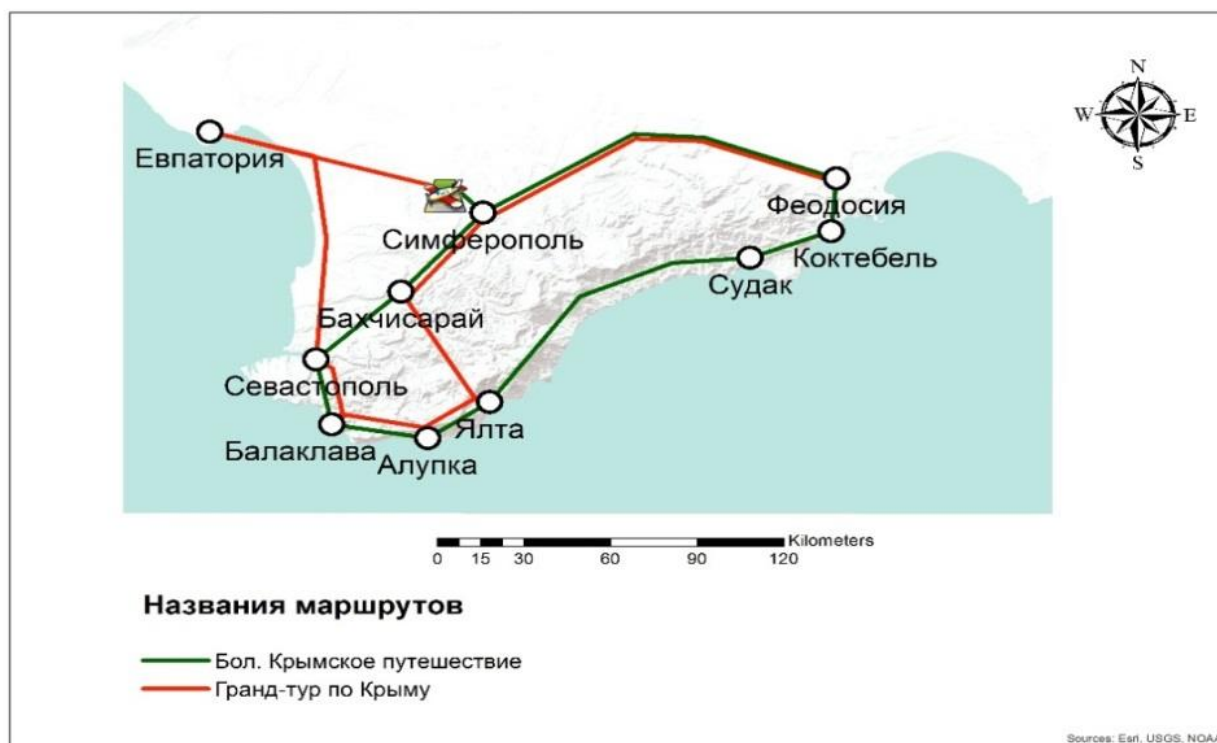 N
W E
S
Евпатория
Симферополь
Феодосия
Коктебель
Судак
Бахчисарай
Севастополь
Балаклава
Ялта
Алупка
Kilometers
0 15 30 60 90 120
Названия маршрутов
Бол. Крымское путешествие
Гранд-тур по Крыму
Sources: Esri, USGS, NOAA